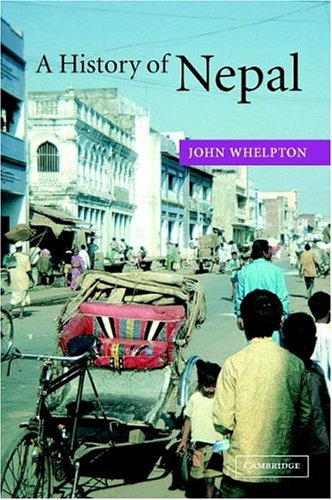 A History of Nepal
JOHN WHELPTON
CAMBRIDGE